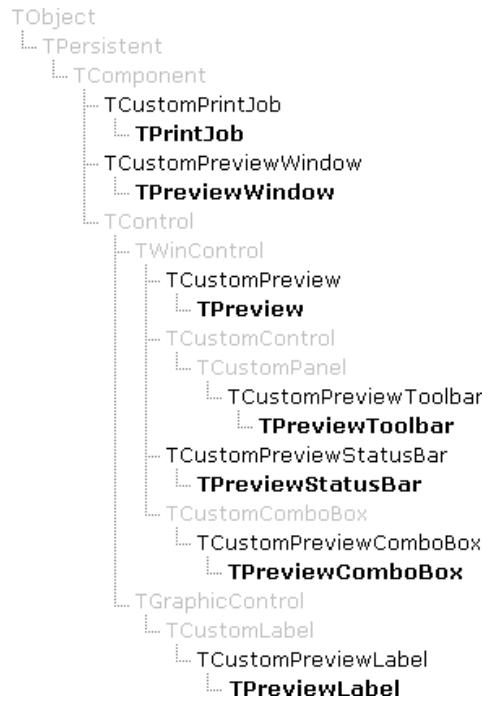 TObject
TPersistent
TComponent
TCustomPrintJob
TPrintJob
TCustomPreviewWindow
TPreviewWindow
TControl
TWinControl
TCustomPreview
TPreview
TCustomControl
TCustomPanel
TCustomPreviewToolbar
TPreviewToolbar
TCustomPreviewStatusBar
TPreviewStatusBar
TCustomComboBox
TCustomPreviewComboBox
TPreviewComboBox
TGraphicControl
TCustomLabel
TCustomPreviewLabel
TPreviewLabel